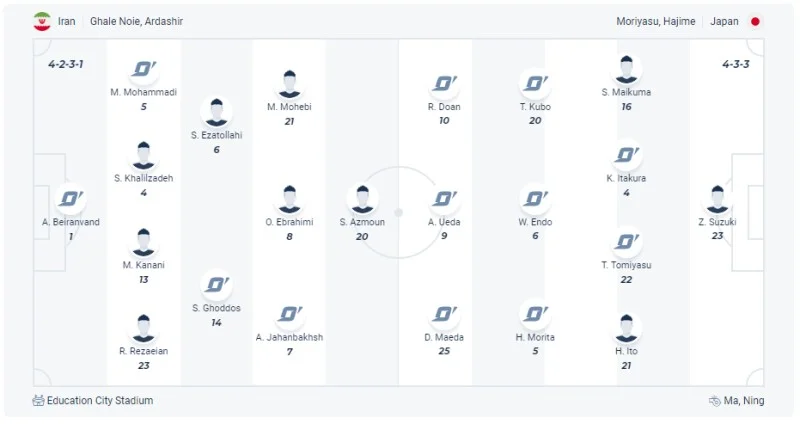 Iran Ghale Noie, Ardashir
Moriyasu, Hajime Japan
4-2-3-1
4-3-3
A. Beiranvand
1
M. Mohammadi
5
S. Khalilzadeh
4
M. Kanani
13
R. Rezaeian
23
S. Ezatollahi
6
S. Ghoddos
14
M. Mohebi
21
O. Ebrahimi
8
A. Jahanbakhsh
7
S. Azmoun
20
R. Doan
10
A. Ueda
9
D. Maeda
25
T. Kubo
20
W. Endo
6
H. Morita
5
S. Maikuma
16
K. Itakura
4
T. Tomiyasu
22
H. Ito
21
Z. Suzuki
23
Education City Stadium
Ma, Ning